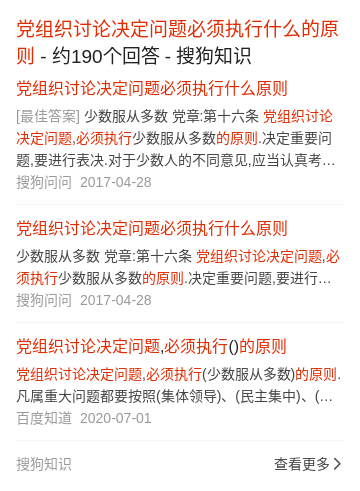 党组织讨论决定问题必须执行什么的原
则 - 约190个回答 - 搜狗知识
党组织讨论决定问题必须执行什么原则
[最佳答案] 少数服从多数 党章:第十六条 党组织讨论
决定问题,必须执行少数服从多数的原则.决定重要问
题,要进行表决.对于少数人的不同意见,应当认真考…
搜狗问问 2017-04-28
党组织讨论决定问题必须执行什么原则
少数服从多数 党章:第十六条 党组织讨论决定问题,必
须执行少数服从多数的原则.决定重要问题,要进行…
搜狗问问 2017-04-28
党组织讨论决定问题,必须执行()的原则
党组织讨论决定问题,必须执行(少数服从多数)的原则.
凡属重大问题都要按照(集体领导)、(民主集中)、(…
百度知道 2020-07-01
搜狗知识 查看更多